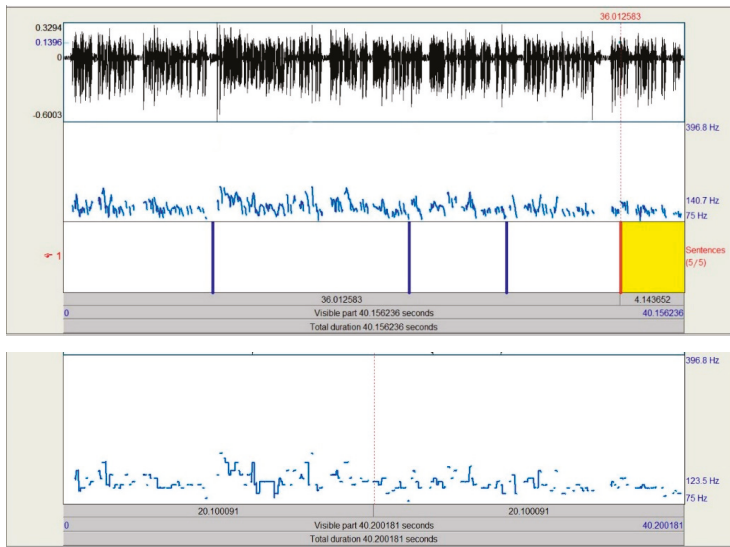 36.012583
0.3294
0.1396
0
-0.6003
396.8 Hz
140.7 Hz
75 Hz
1
Sentences
(5/5)
36.012583 4.143652
0 Visible part 40.156236 seconds 40.156236
Total duration 40.156236 seconds
396.8 Hz
123.5 Hz
75 Hz
20.100091 20.100091
0 Visible part 40.200181 seconds 40.200181
Total duration 40.200181 seconds